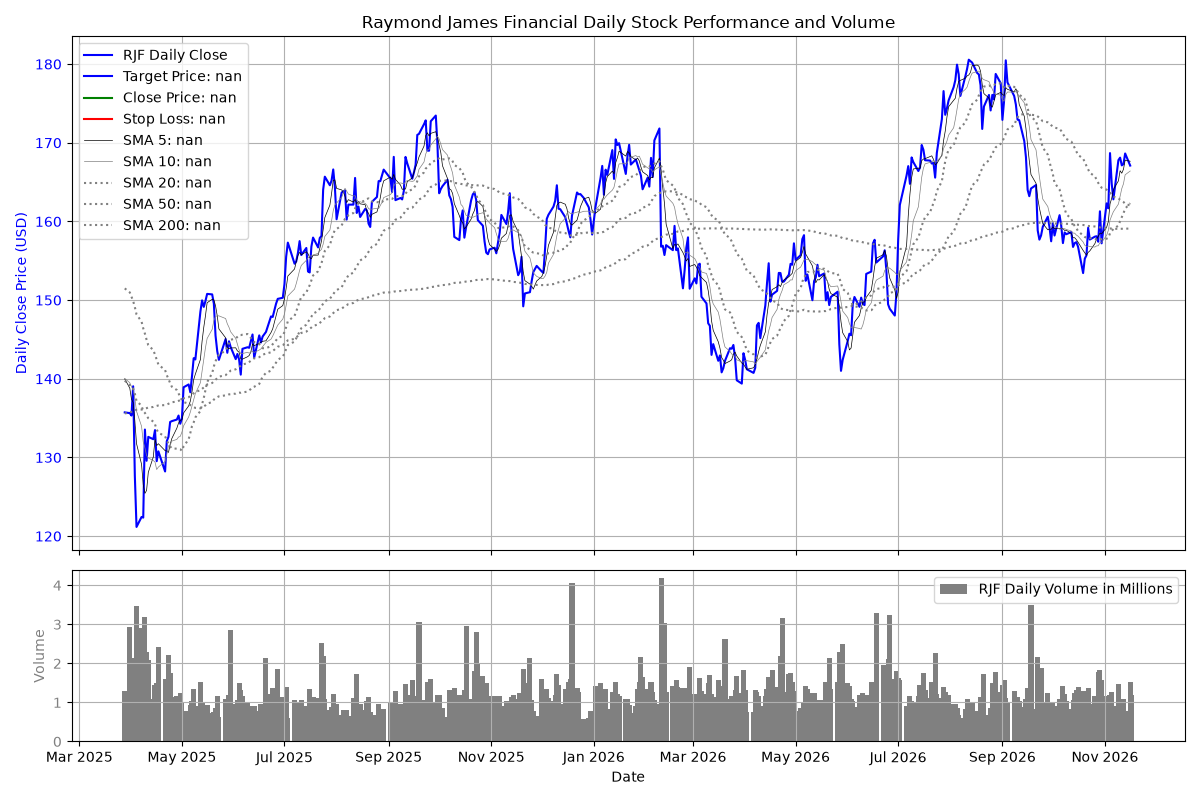 Raymond James Financial Daily Stock Performance and Volume
RJF Daily Close
Target Price: nan
Close Price: nan
Stop Loss: nan
SMA 5: nan
SMA 10: nan
SMA 20: nan
SMA 50: nan
SMA 200: nan
Daily Close Price (USD)
180
170
160
150
140
130
120
RJF Daily Volume in Millions
Volume
4
3
2
1
0
Mar 2025 May 2025 Jul 2025 Sep 2025 Nov 2025 Jan 2026 Mar 2026 May 2026 Jul 2026 Sep 2026 Nov 2026
Date